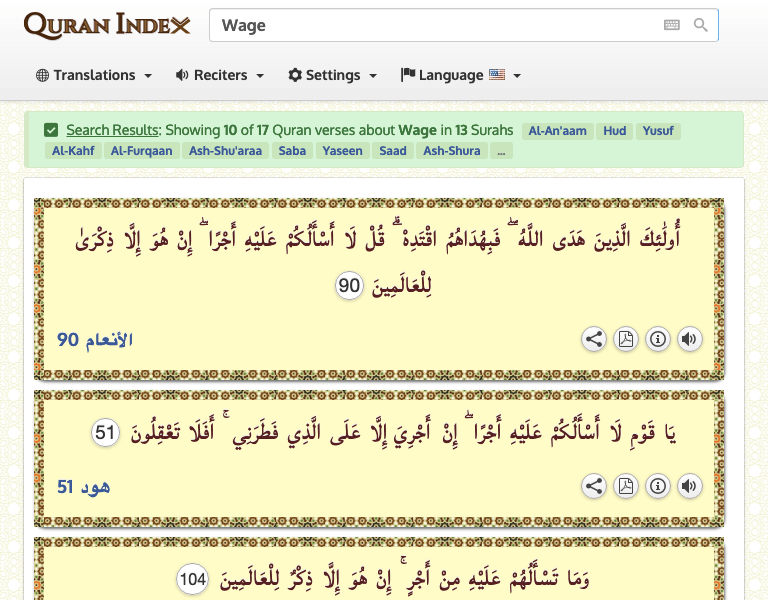 QURAN INDEX
Wage
Translations Reciters Settings Language
Search Results: Showing 10 of 17 Quran verses about Wage in 13 Surahs Al-An'aam Hud Yusuf
Al-Kahf Al-Furqaan Ash-Shu'araa Saba Yaseen Saad Ash-Shura ...
أُولَٰئِكَ الَّذِينَ هَدَى اللَّهُ ۖ فَبِهُدَاهُمُ اقْتَدِهْ ۗ قُلْ لَا أَسْأَلُكُمْ عَلَيْهِ أَجْرًا ۖ إِنْ هُوَ إِلَّا ذِكْرَىٰ
لِلْعَالَمِينَ 90
الأنعام 90
يَا قَوْمِ لَا أَسْأَلُكُمْ عَلَيْهِ أَجْرًا ۖ إِنْ أَجْرِيَ إِلَّا عَلَى الَّذِي فَطَرَنِي ۚ أَفَلَا تَعْقِلُونَ 51
هود 51
وَمَا تَسْأَلُهُمْ عَلَيْهِ مِنْ أَجْرٍ ۚ إِنْ هُوَ إِلَّا ذِكْرٌ لِلْعَالَمِينَ 104